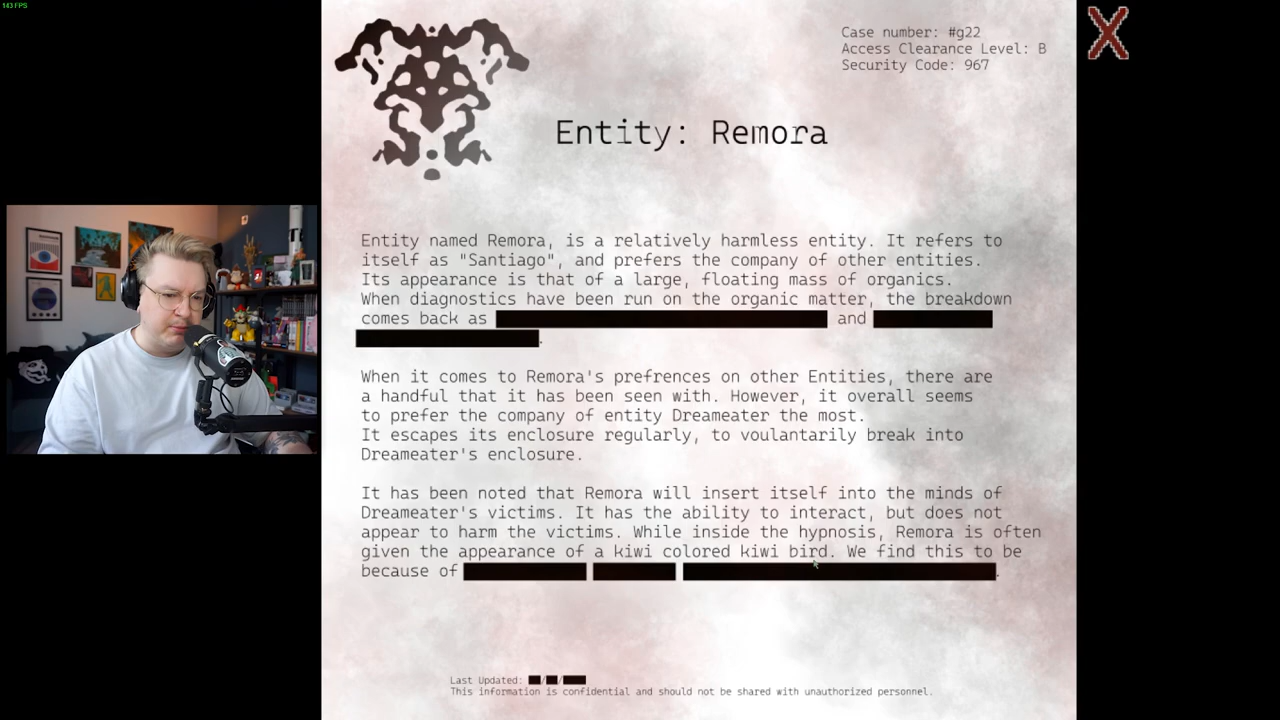 143 FPS
Case number: #g22
Access Clearance Level: B
Security Code: 967
Entity: Remora
Entity named Remora, is a relatively harmless entity. It refers to
itself as "Santiago", and prefers the company of other entities.
Its appearance is that of a large, floating mass of organics.
When diagnostics have been run on the organic matter, the breakdown
comes back as and
.
When it comes to Remora's prefrences on other Entities, there are
a handful that it has been seen with. However, it overall seems
to prefer the company of entity Dreameater the most.
It escapes its enclosure regularly, to voulantarily break into
Dreameater's enclosure.
It has been noted that Remora will insert itself into the minds of
Dreameater's victims. It has the ability to interact, but does not
appear to harm the victims. While inside the hypnosis, Remora is often
given the appearance of a kiwi colored kiwi bird. We find this to be
because of .
Last Updated: / /
This information is confidential and should not be shared with unauthorized personnel.